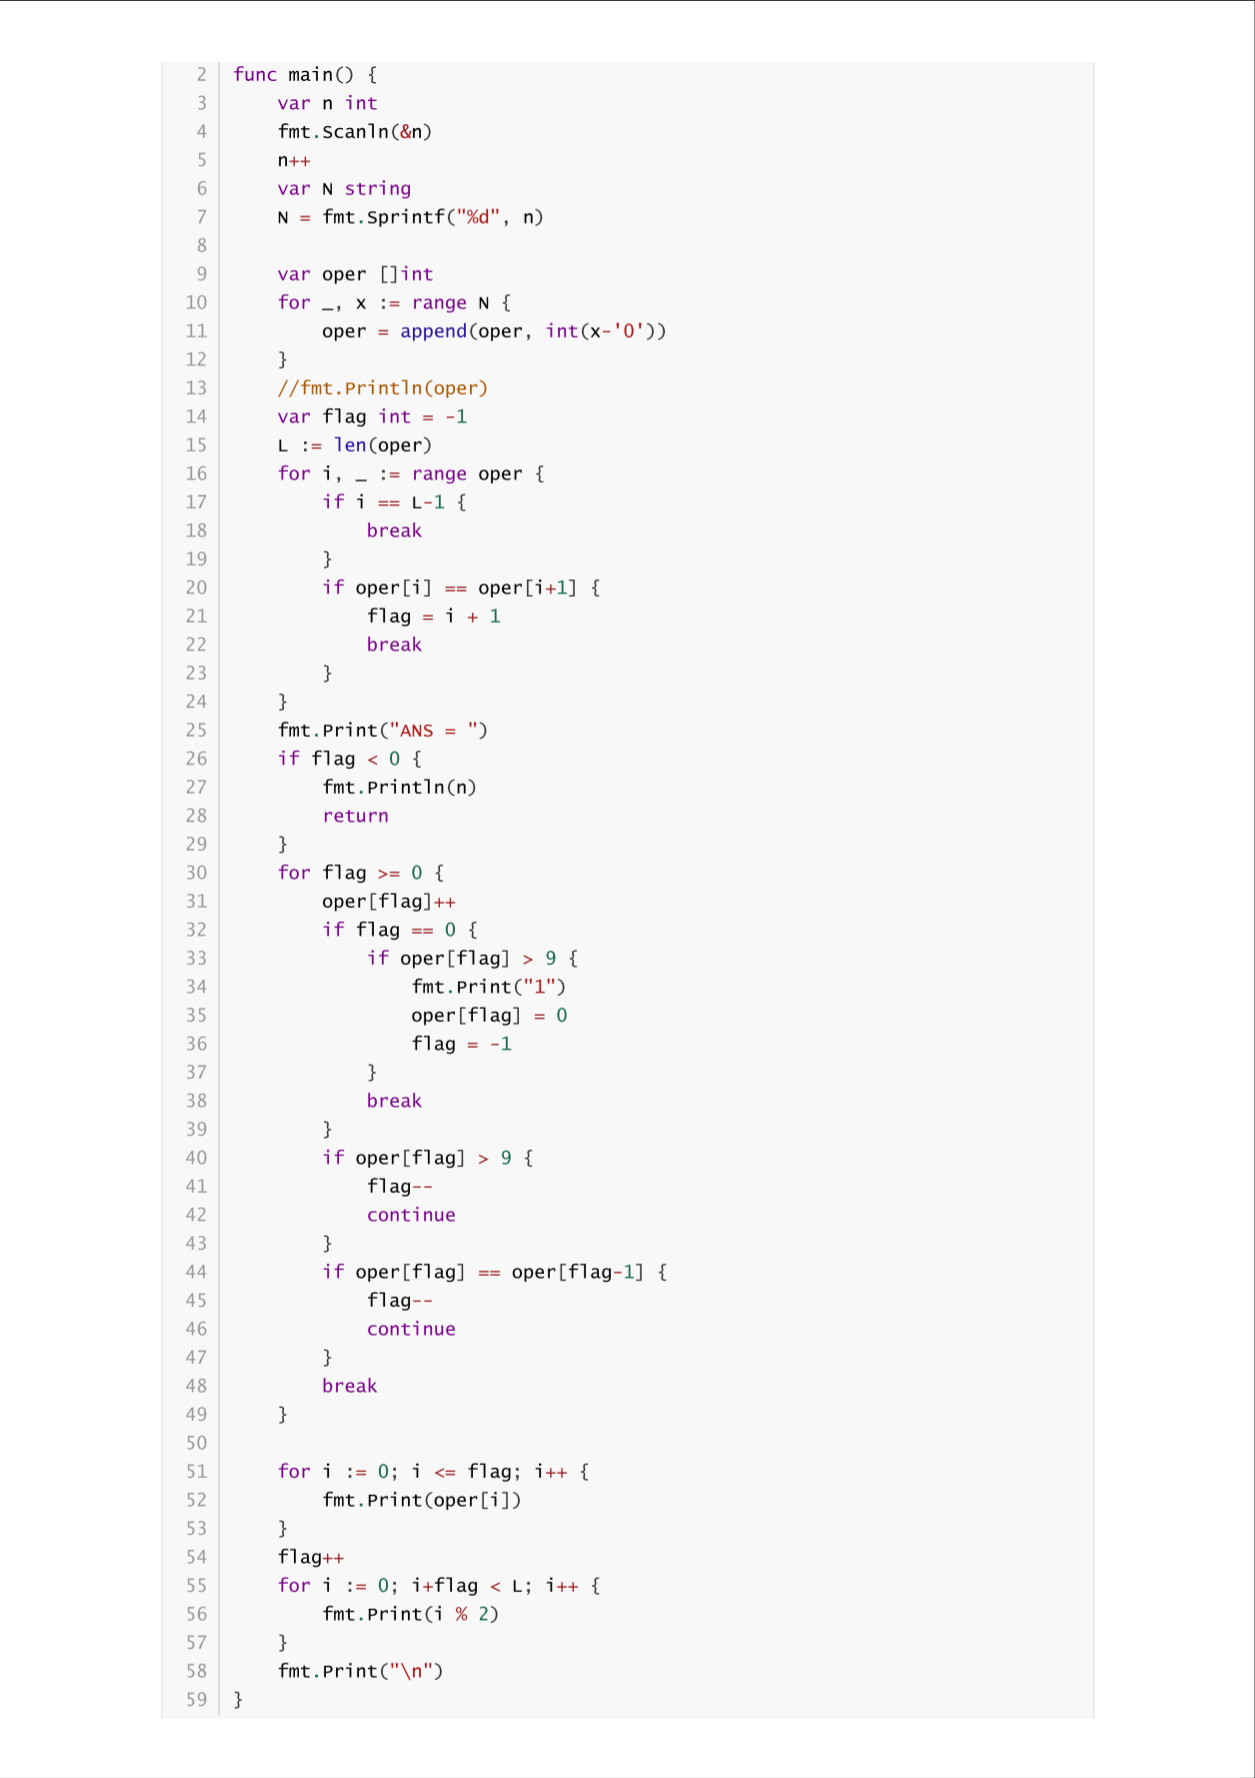 2 func main() {
3     var n int
4     fmt.Scanln(&n)
5     n++
6     var N string
7     N = fmt.Sprintf("%d", n)
8
9     var oper []int
10     for _, x := range N {
11         oper = append(oper, int(x-'0'))
12     }
13     //fmt.Println(oper)
14     var flag int = -1
15     L := len(oper)
16     for i, _ := range oper {
17         if i == L-1 {
18             break
19         }
20         if oper[i] == oper[i+1] {
21             flag = i + 1
22             break
23         }
24     }
25     fmt.Print("ANS = ")
26     if flag < 0 {
27         fmt.Println(n)
28         return
29     }
30     for flag >= 0 {
31         oper[flag]++
32         if flag == 0 {
33             if oper[flag] > 9 {
34                 fmt.Print("1")
35                 oper[flag] = 0
36                 flag = -1
37             }
38             break
39         }
40         if oper[flag] > 9 {
41             flag--
42             continue
43         }
44         if oper[flag] == oper[flag-1] {
45             flag--
46             continue
47         }
48         break
49     }
50
51     for i := 0; i <= flag; i++ {
52         fmt.Print(oper[i])
53     }
54     flag++
55     for i := 0; i+flag < L; i++ {
56         fmt.Print(i % 2)
57     }
58     fmt.Print("\n")
59 }